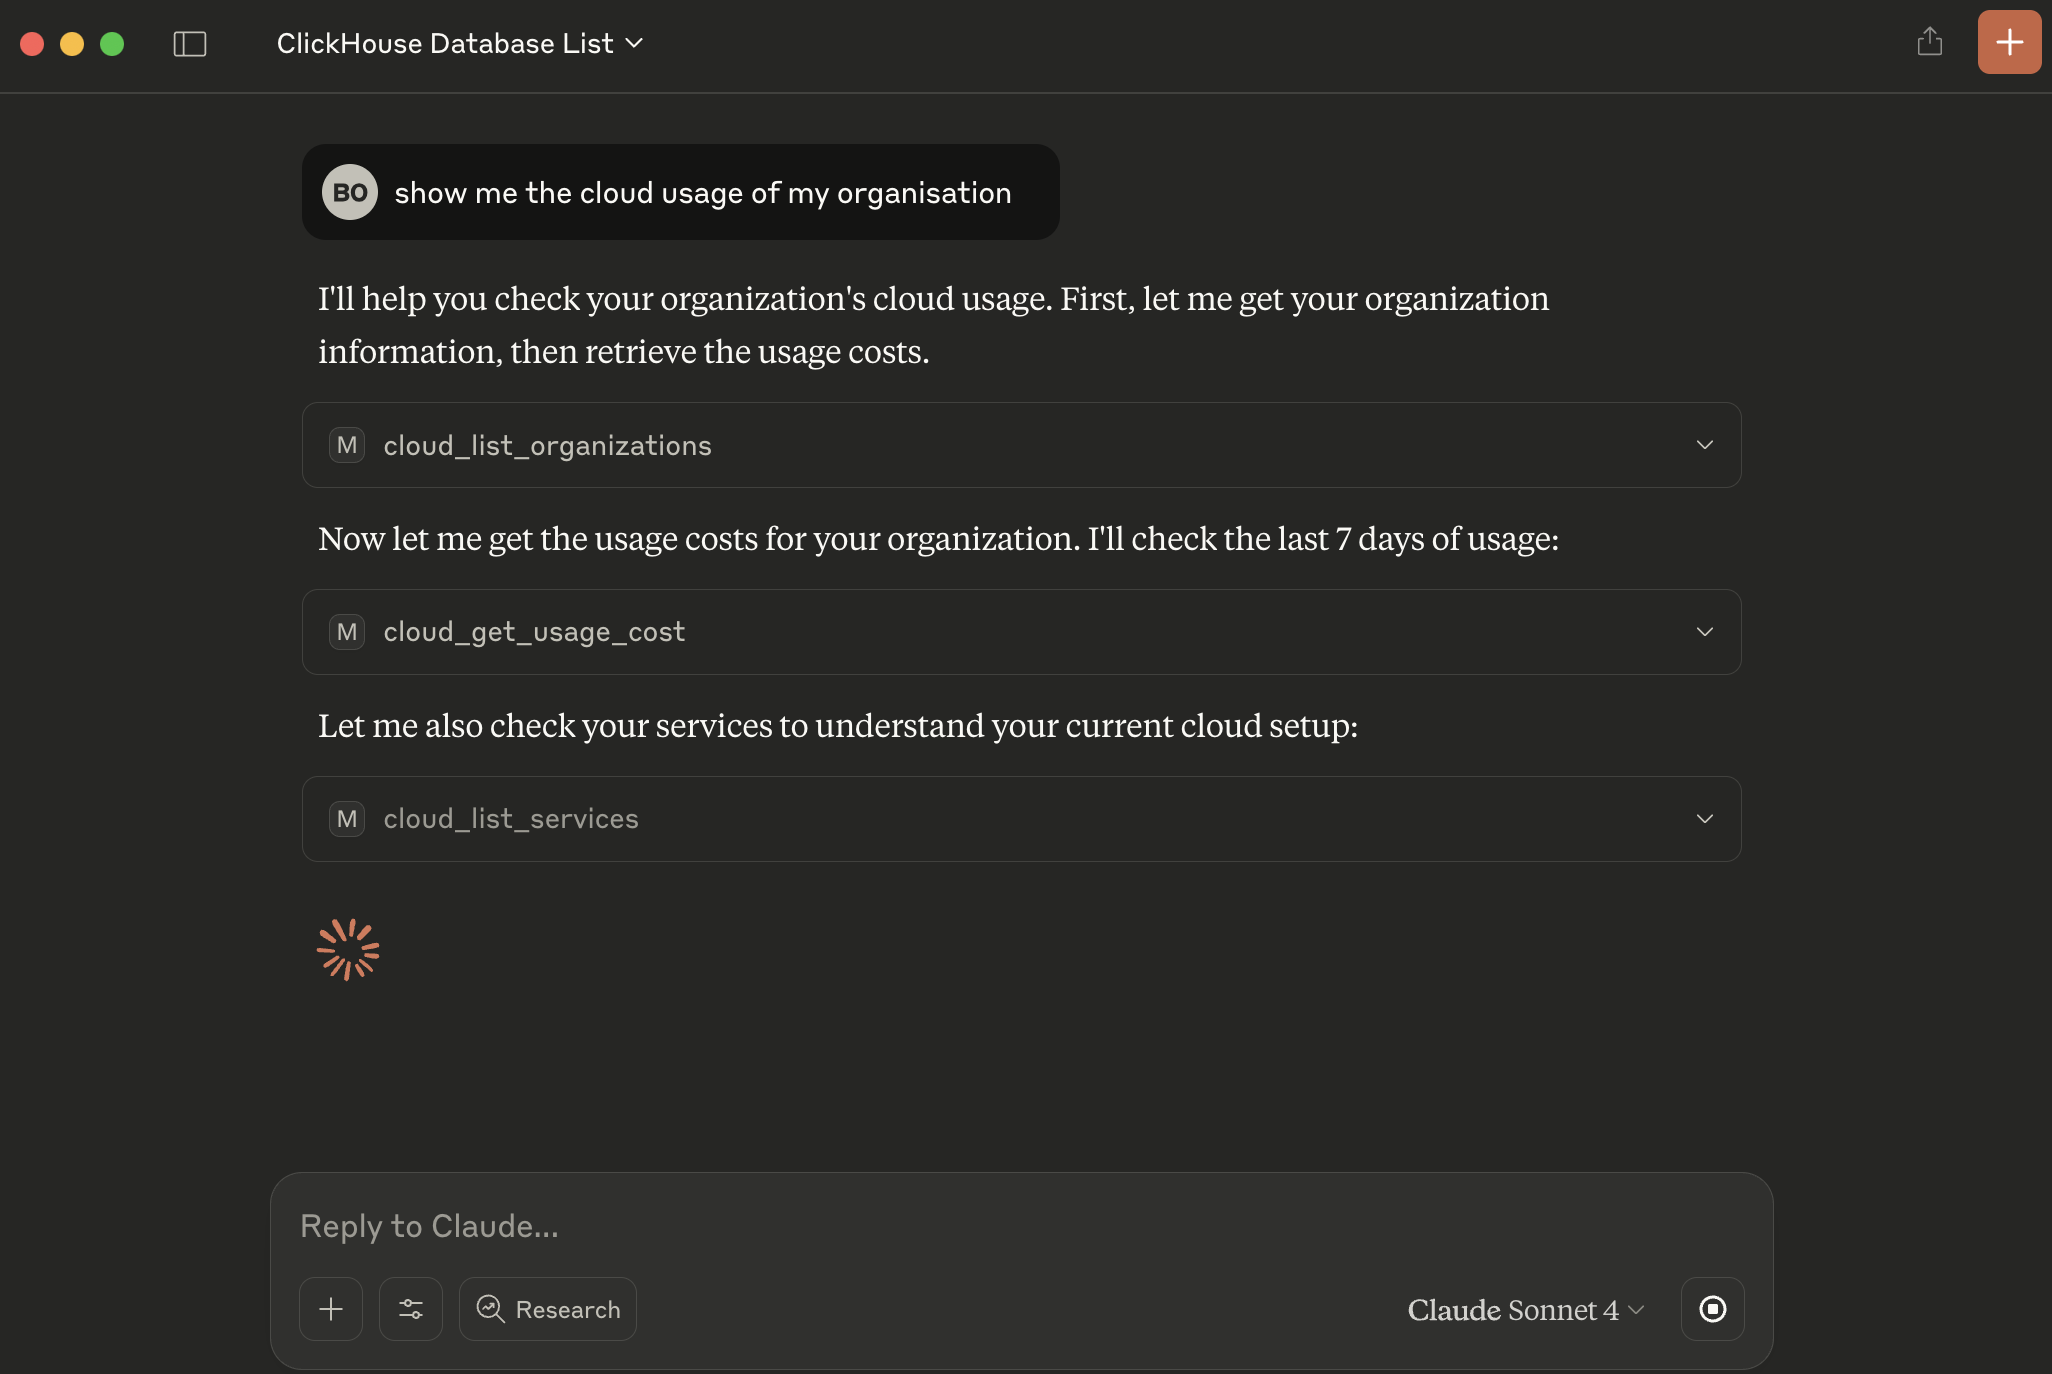 ClickHouse Database List
BO show me the cloud usage of my organisation
I'll help you check your organization's cloud usage. First, let me get your organization
information, then retrieve the usage costs.
M cloud_list_organizations
Now let me get the usage costs for your organization. I'll check the last 7 days of usage:
M cloud_get_usage_cost
Let me also check your services to understand your current cloud setup:
M cloud_list_services
Reply to Claude...
Research
Claude Sonnet 4